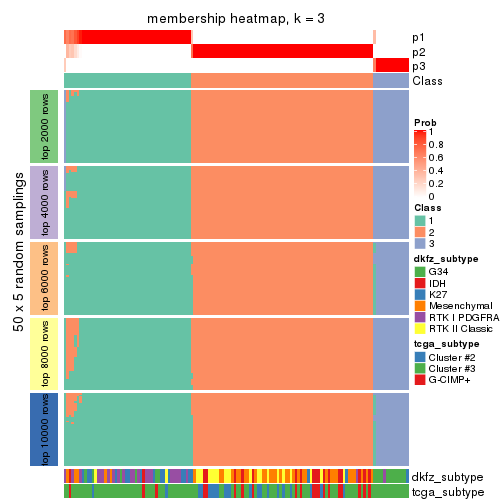 membership heatmap, k = 3
p1
p2
p3
Class
50 x 5 random samplings
top 2000 rows
top 4000 rows
top 6000 rows
top 8000 rows
top 10000 rows
Prob
1
0.8
0.6
0.4
0.2
0
Class
1
2
3
dkfz_subtype
G34
IDH
K27
Mesenchymal
RTK I PDGFRA
RTK II Classic
tcga_subtype
Cluster #2
Cluster #3
G-CIMP+
dkfz_subtype
tcga_subtype